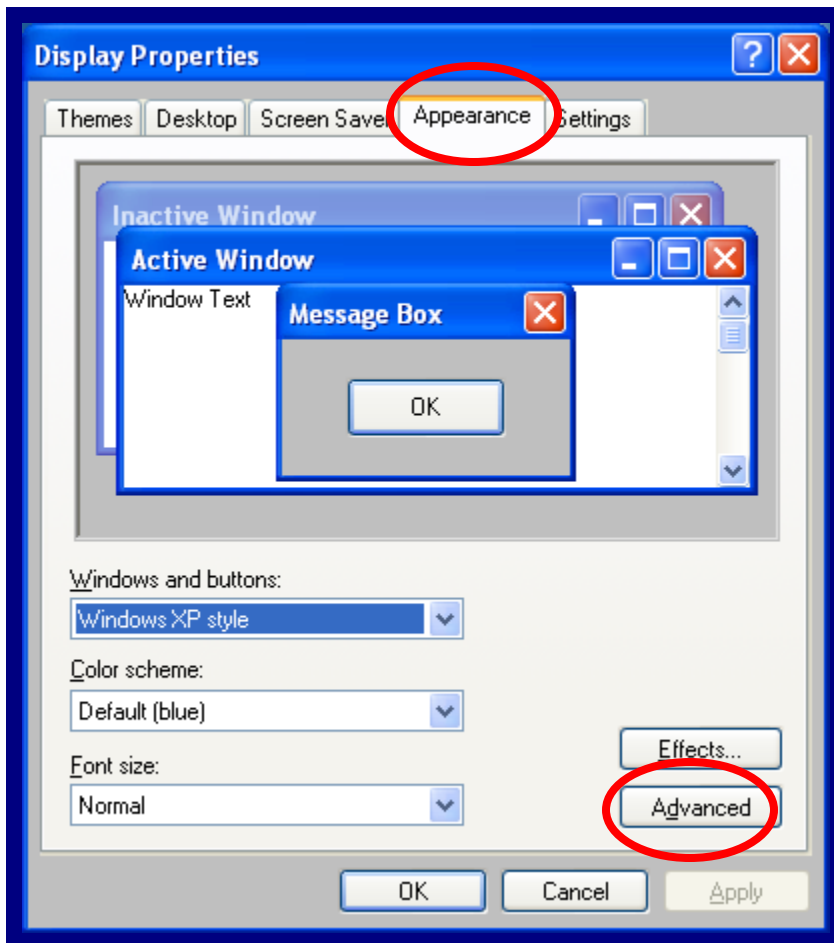 Display Properties
Themes Desktop Screen Saver Appearance Settings
Inactive Window
Active Window
Window Text
Message Box
OK
Windows and buttons:
Windows XP style
Color scheme:
Default (blue)
Effects...
Font size:
Normal
Advanced
OK Cancel Apply